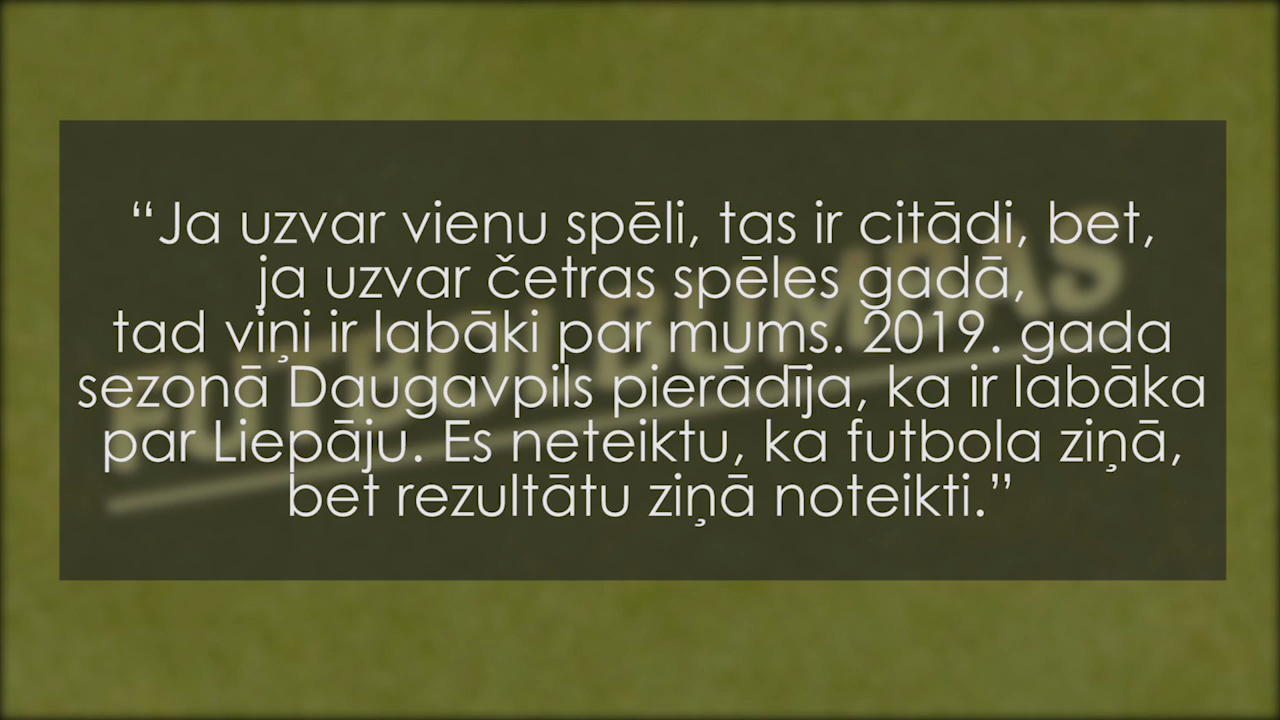 “Ja uzvar vienu spēli, tas ir citādi, bet,
ja uzvar četras spēles gadā,
tad viņi ir labāki par mums. 2019. gada
sezonā Daugavpils pierādīja, ka ir labāka
par Liepāju. Es neteiktu, ka futbola ziņā,
bet rezultātu ziņā noteikti.”